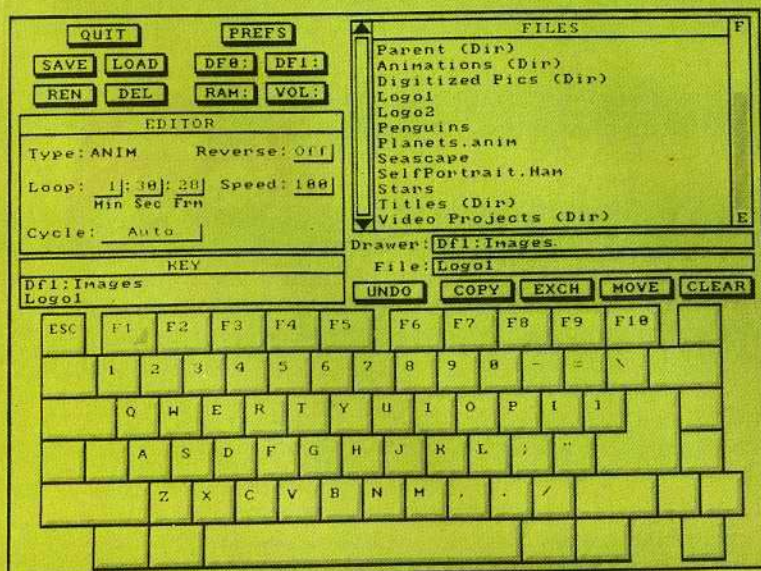 QUIT PREFS
SAVE LOAD DF0: DF1:
REN DEL RAM: VOL:
EDITOR
Type: ANIM Reverse: Off
Loop: 1: 30: 28 Speed: 100
Min Sec Frm
Cycle: Auto
KEY
Df1:Images
Logo1
FILES F
Parent (Dir)
Animations (Dir)
Digitized Pics (Dir)
Logo1
Logo2
Penguins
Planets.anim
Seascape
SelfPortrait.Ham
Stars
Titles (Dir)
Video Projects (Dir) E
Drawer: Df1:Images
File: Logo1
UNDO COPY EXCH MOVE CLEAR
ESC F1 F2 F3 F4 F5 F6 F7 F8 F9 F10
1 2 3 4 5 6 7 8 9 0 - = \
Q W E R T Y U I O P [ ]
A S D F G H J K L ; "
Z X C V B N M , . /